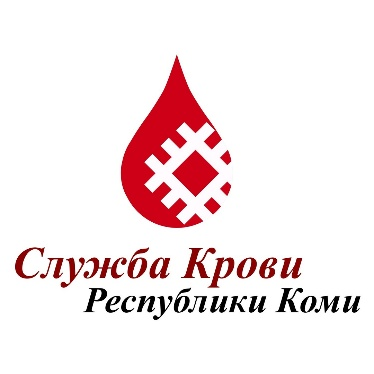 Служба Крови
Республики Коми